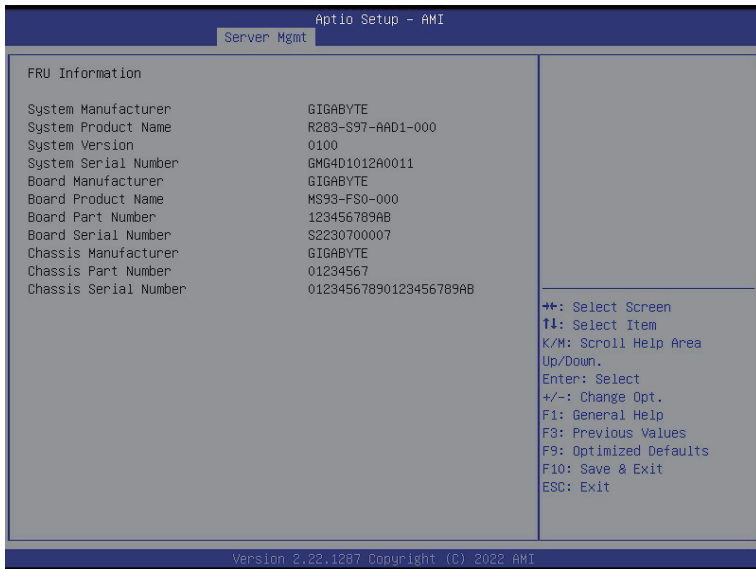 Aptio Setup - AMI
Server Mgmt
FRU Information
System Manufacturer GIGABYTE
System Product Name R283-S97-AAD1-000
System Version 0100
System Serial Number GMG4D1012A0011
Board Manufacturer GIGABYTE
Board Product Name MS93-FS0-000
Board Part Number 123456789AB
Board Serial Number S2230700007
Chassis Manufacturer GIGABYTE
Chassis Part Number 01234567
Chassis Serial Number 01234567890123456789AB
→←: Select Screen
↑↓: Select Item
K/M: Scroll Help Area
Up/Down.
Enter: Select
+/-: Change Opt.
F1: General Help
F3: Previous Values
F9: Optimized Defaults
F10: Save & Exit
ESC: Exit
Version 2.22.1287 Copyright (C) 2022 AMI